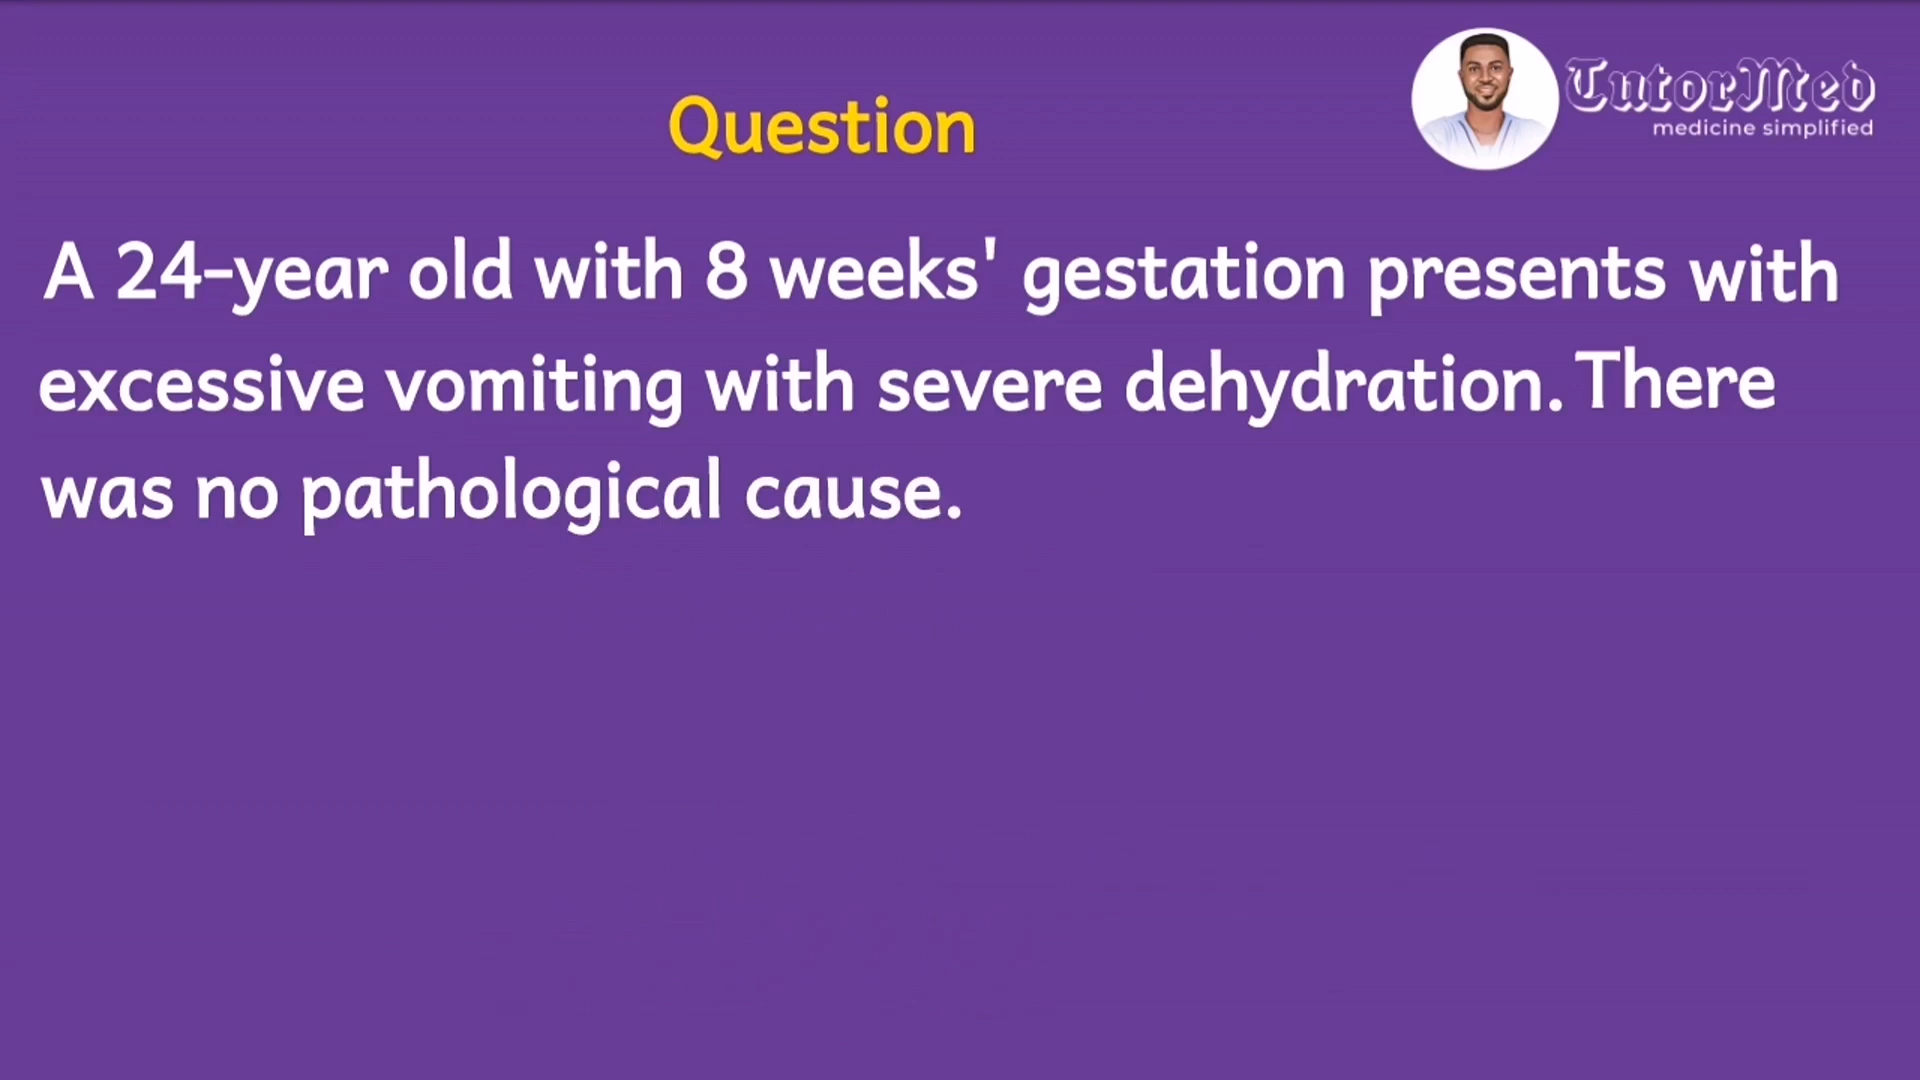 TutorMed
medicine simplified
Question
A 24-year old with 8 weeks' gestation presents with
excessive vomiting with severe dehydration. There
was no pathological cause.